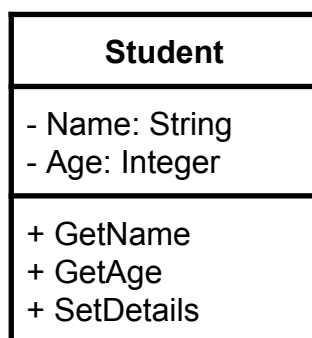 Student
- Name: String
- Age: Integer
+ GetName
+ GetAge
+ SetDetails